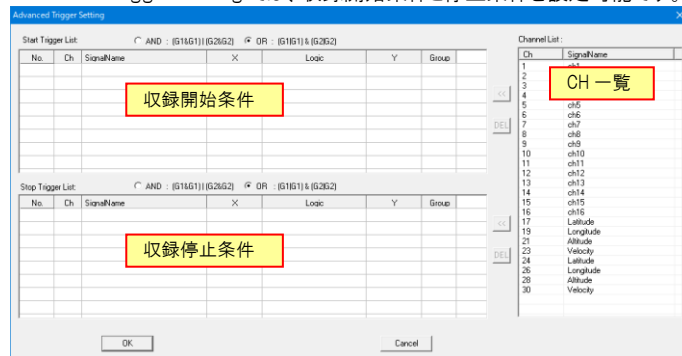 Advanced Trigger Setting
Start Trigger List:
AND : (G1&G1)|(G2&G2)
OR : (G1|G1)&(G2|G2)
No. Ch SignalName X Logic Y Group
収録開始条件
<<
DEL
Stop Trigger List:
AND : (G1&G1)|(G2&G2)
OR : (G1|G1)&(G2|G2)
No. Ch SignalName X Logic Y Group
収録停止条件
<<
DEL
Channel List :
Ch SignalName
1
2
CH 一覧
4
5 ch5
6 ch6
7 ch7
8 ch8
9 ch9
10 ch10
11 ch11
12 ch12
13 ch13
14 ch14
15 ch15
16 ch16
17 Latitude
19 Longitude
21 Altitude
23 Velocity
24 Latitude
26 Longitude
28 Altitude
30 Velocity
OK
Cancel